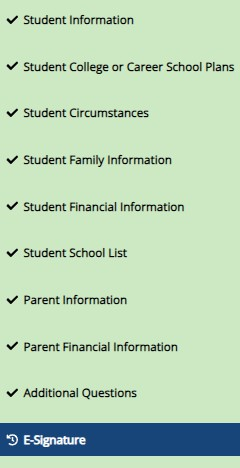 Student Information
Student College or Career School Plans
Student Circumstances
Student Family Information
Student Financial Information
Student School List
Parent Information
Parent Financial Information
Additional Questions
E-Signature